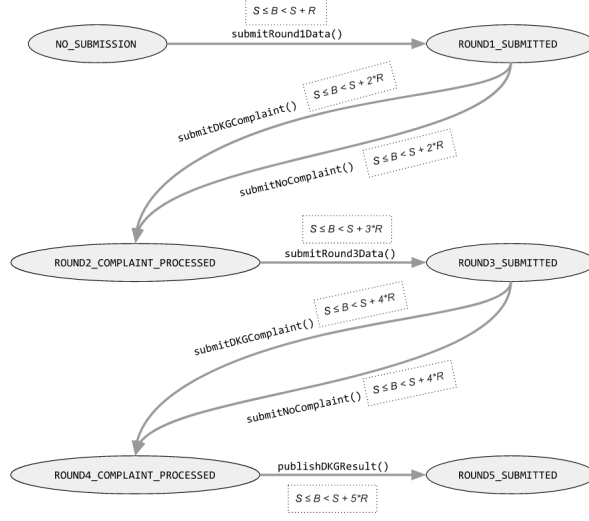 S ≤ B < S + R
submitRound1Data()
NO_SUBMISSION
ROUND1_SUBMITTED
submitDKGComplaint()
S ≤ B < S + 2*R
submitNoComplaint()
S ≤ B < S + 2*R
S ≤ B < S + 3*R
submitRound3Data()
ROUND2_COMPLAINT_PROCESSED
ROUND3_SUBMITTED
submitDKGComplaint()
S ≤ B < S + 4*R
submitNoComplaint()
S ≤ B < S + 4*R
publishDKGResult()
ROUND4_COMPLAINT_PROCESSED
ROUND5_SUBMITTED
S ≤ B < S + 5*R